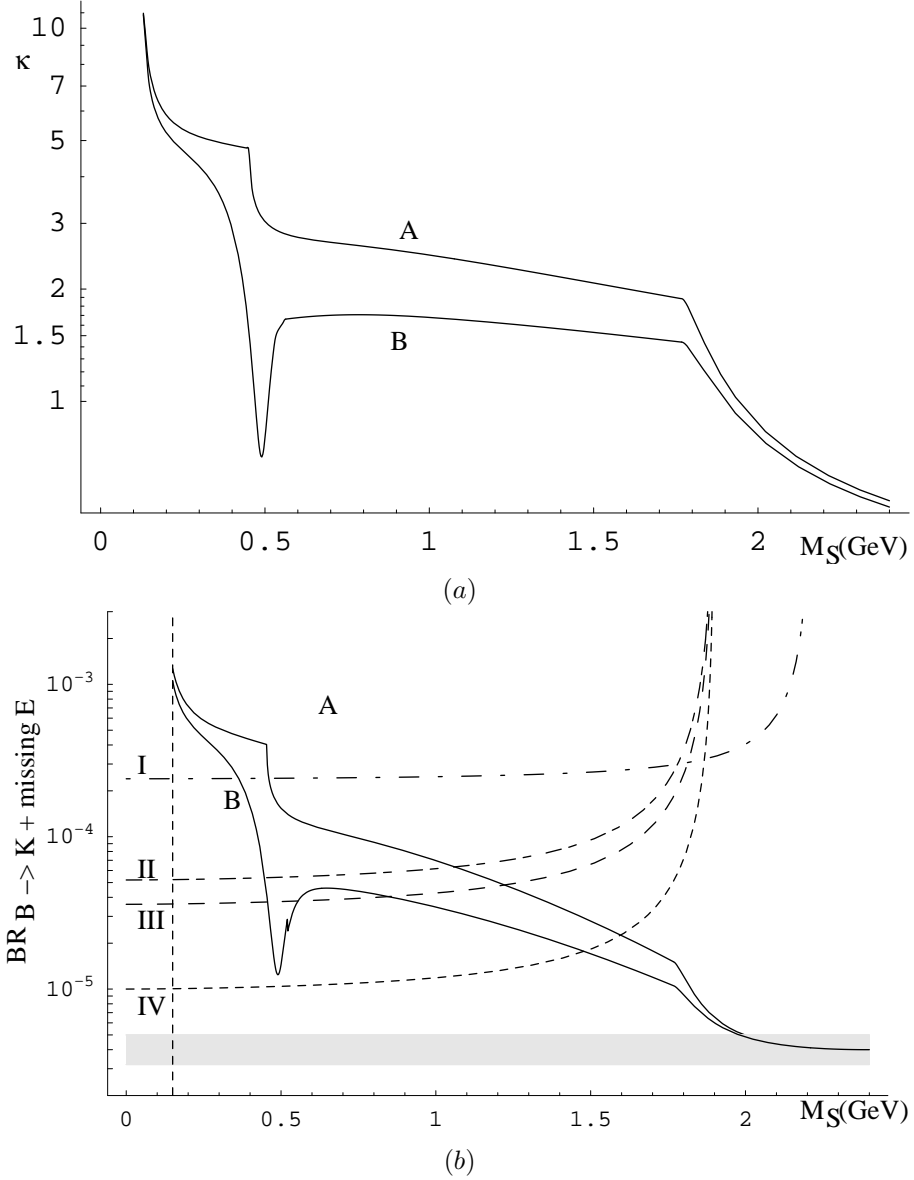 10
κ
7
5
3
A
2
1.5
B
1
0 0.5 1 1.5 2 M_S(GeV)
(a)
10^{-3}
A
I
B
10^{-4}
II
III
10^{-5}
IV
BR_{B -> K + missing E}
0 0.5 1 1.5 2 M_S(GeV)
(b)